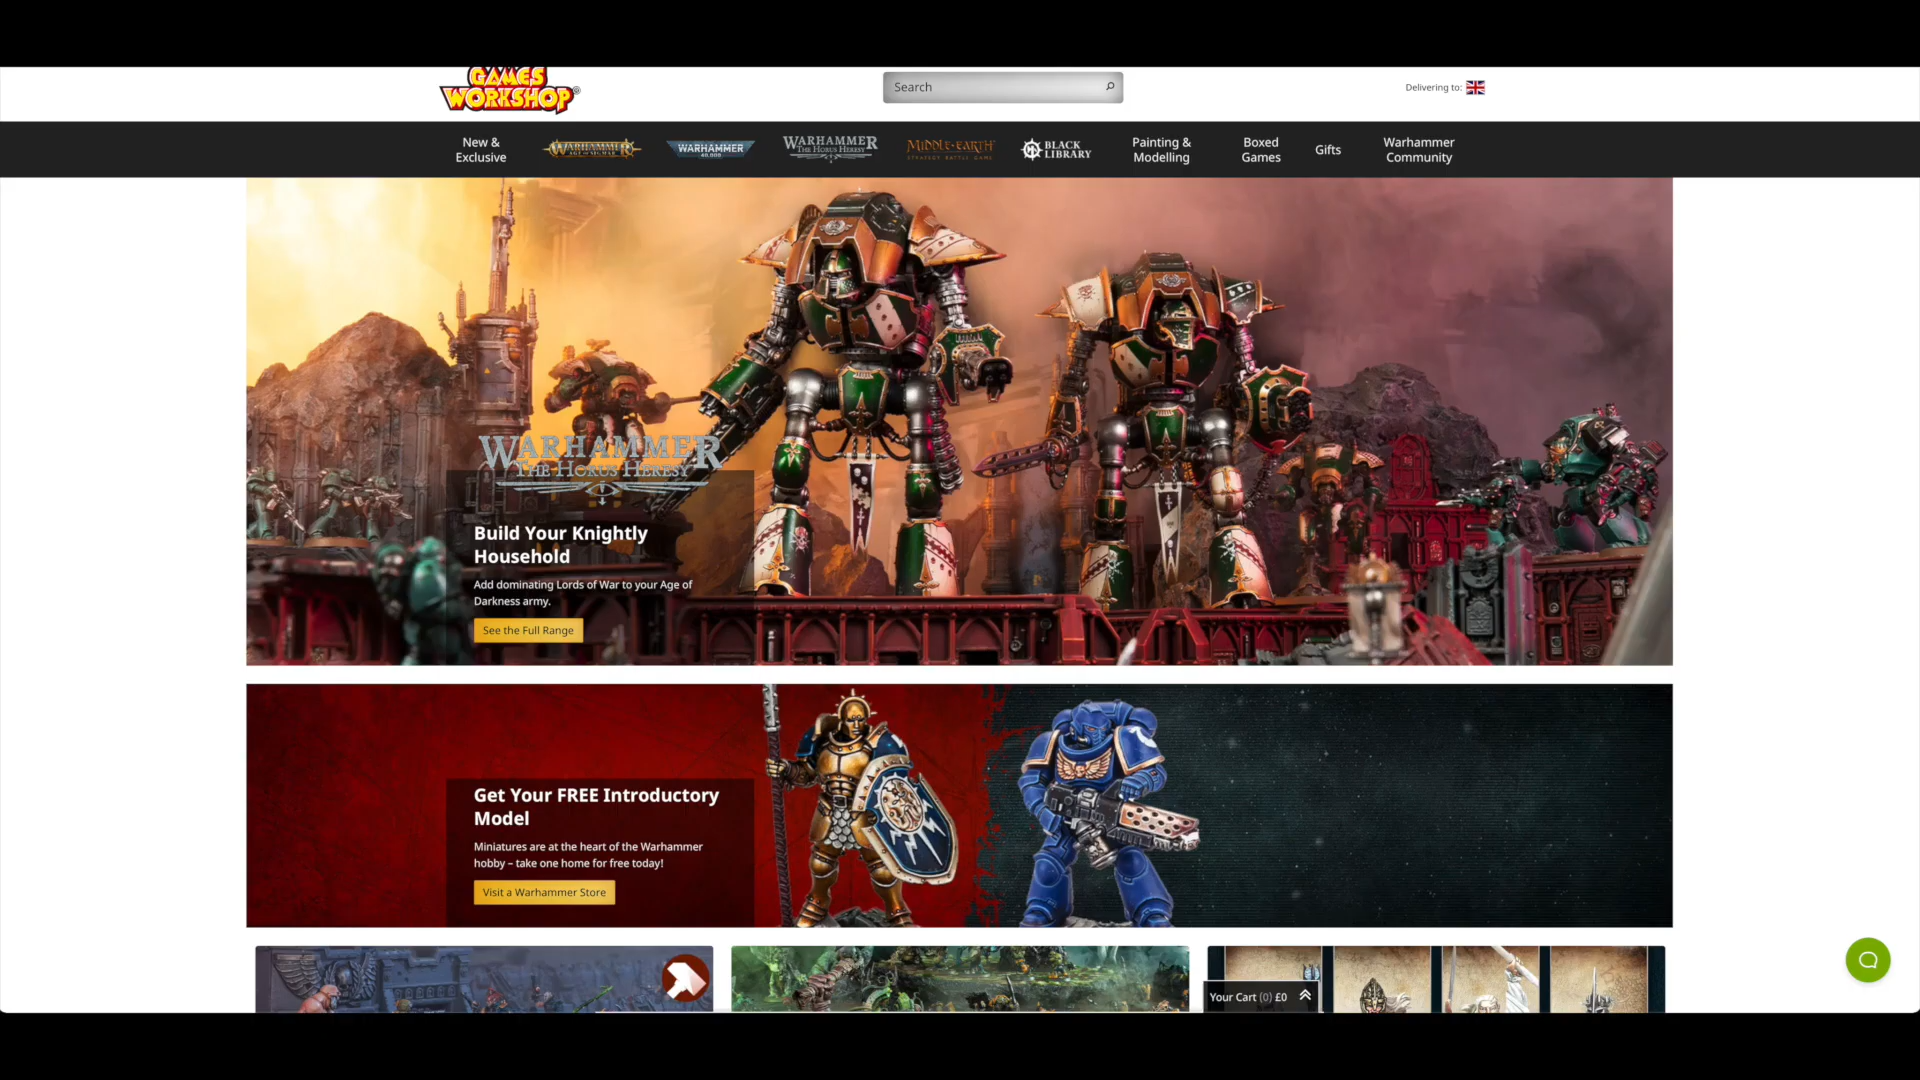 GAMES
WORKSHOP®
Search
Delivering to:
New &
Exclusive
WARHAMMER
AGE OF SIGMAR
WARHAMMER
40,000
WARHAMMER
THE HORUS HERESY
MIDDLE-EARTH
STRATEGY BATTLE GAME
BLACK
LIBRARY
Painting &
Modelling
Boxed
Games
Gifts
Warhammer
Community
WARHAMMER
THE HORUS HERESY
Build Your Knightly
Household
Add dominating Lords of War to your Age of
Darkness army.
See the Full Range
Get Your FREE Introductory
Model
Miniatures are at the heart of the Warhammer
hobby – take one home for free today!
Visit a Warhammer Store
Your Cart (0) £0